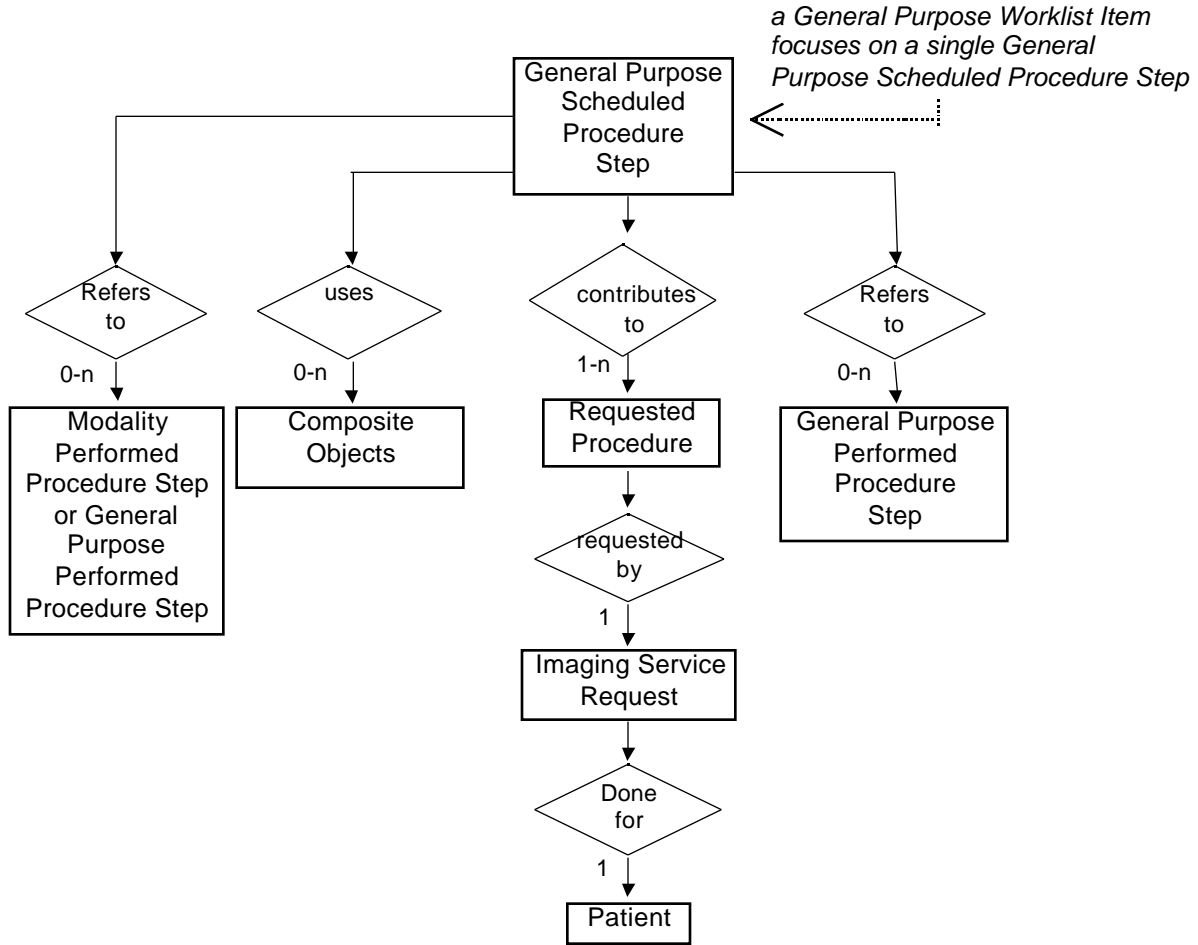 a General Purpose Worklist Item
focuses on a single General
Purpose Scheduled Procedure Step
General Purpose
Scheduled
Procedure
Step
Refers
to
uses
contributes
to
Refers
to
0-n
0-n
1-n
0-n
Modality
Performed
Procedure Step
or General
Purpose
Performed
Procedure Step
Composite
Objects
Requested
Procedure
General Purpose
Performed
Procedure
Step
requested
by
1
Imaging Service
Request
Done
for
1
Patient